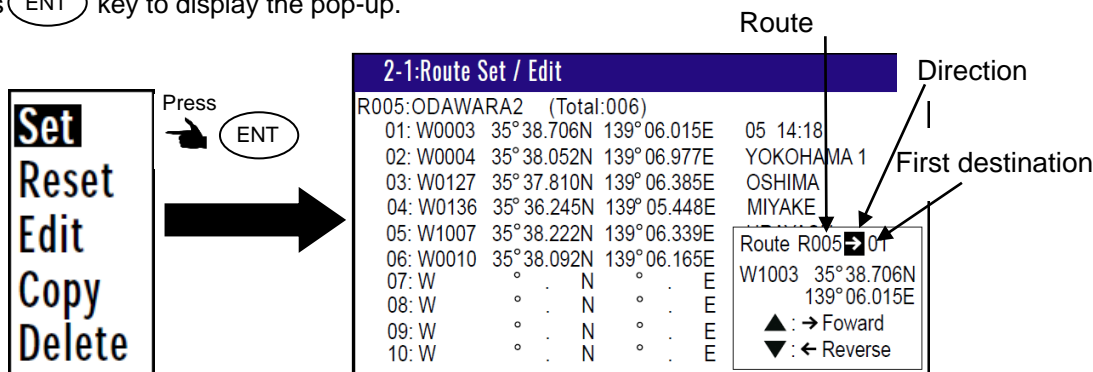 ENT key to display the pop-up.
Route
Direction
First destination
Set
Reset
Edit
Copy
Delete
Press
ENT
2-1:Route Set / Edit
R005:ODAWARA2 (Total:006)
01: W0003 35°38.706N 139°06.015E 05 14:18
02: W0004 35°38.052N 139°06.977E YOKOHAMA 1
03: W0127 35°37.810N 139°06.385E OSHIMA
04: W0136 35°36.245N 139°05.448E MIYAKE
05: W1007 35°38.222N 139°06.339E
06: W0010 35°38.092N 139°06.165E
07: W ° . N ° . E
08: W ° . N ° . E
09: W ° . N ° . E
10: W ° . N ° . E
Route R005 → 01
W1003 35°38.706N
139°06.015E
▲ : → Foward
▼ : ← Reverse